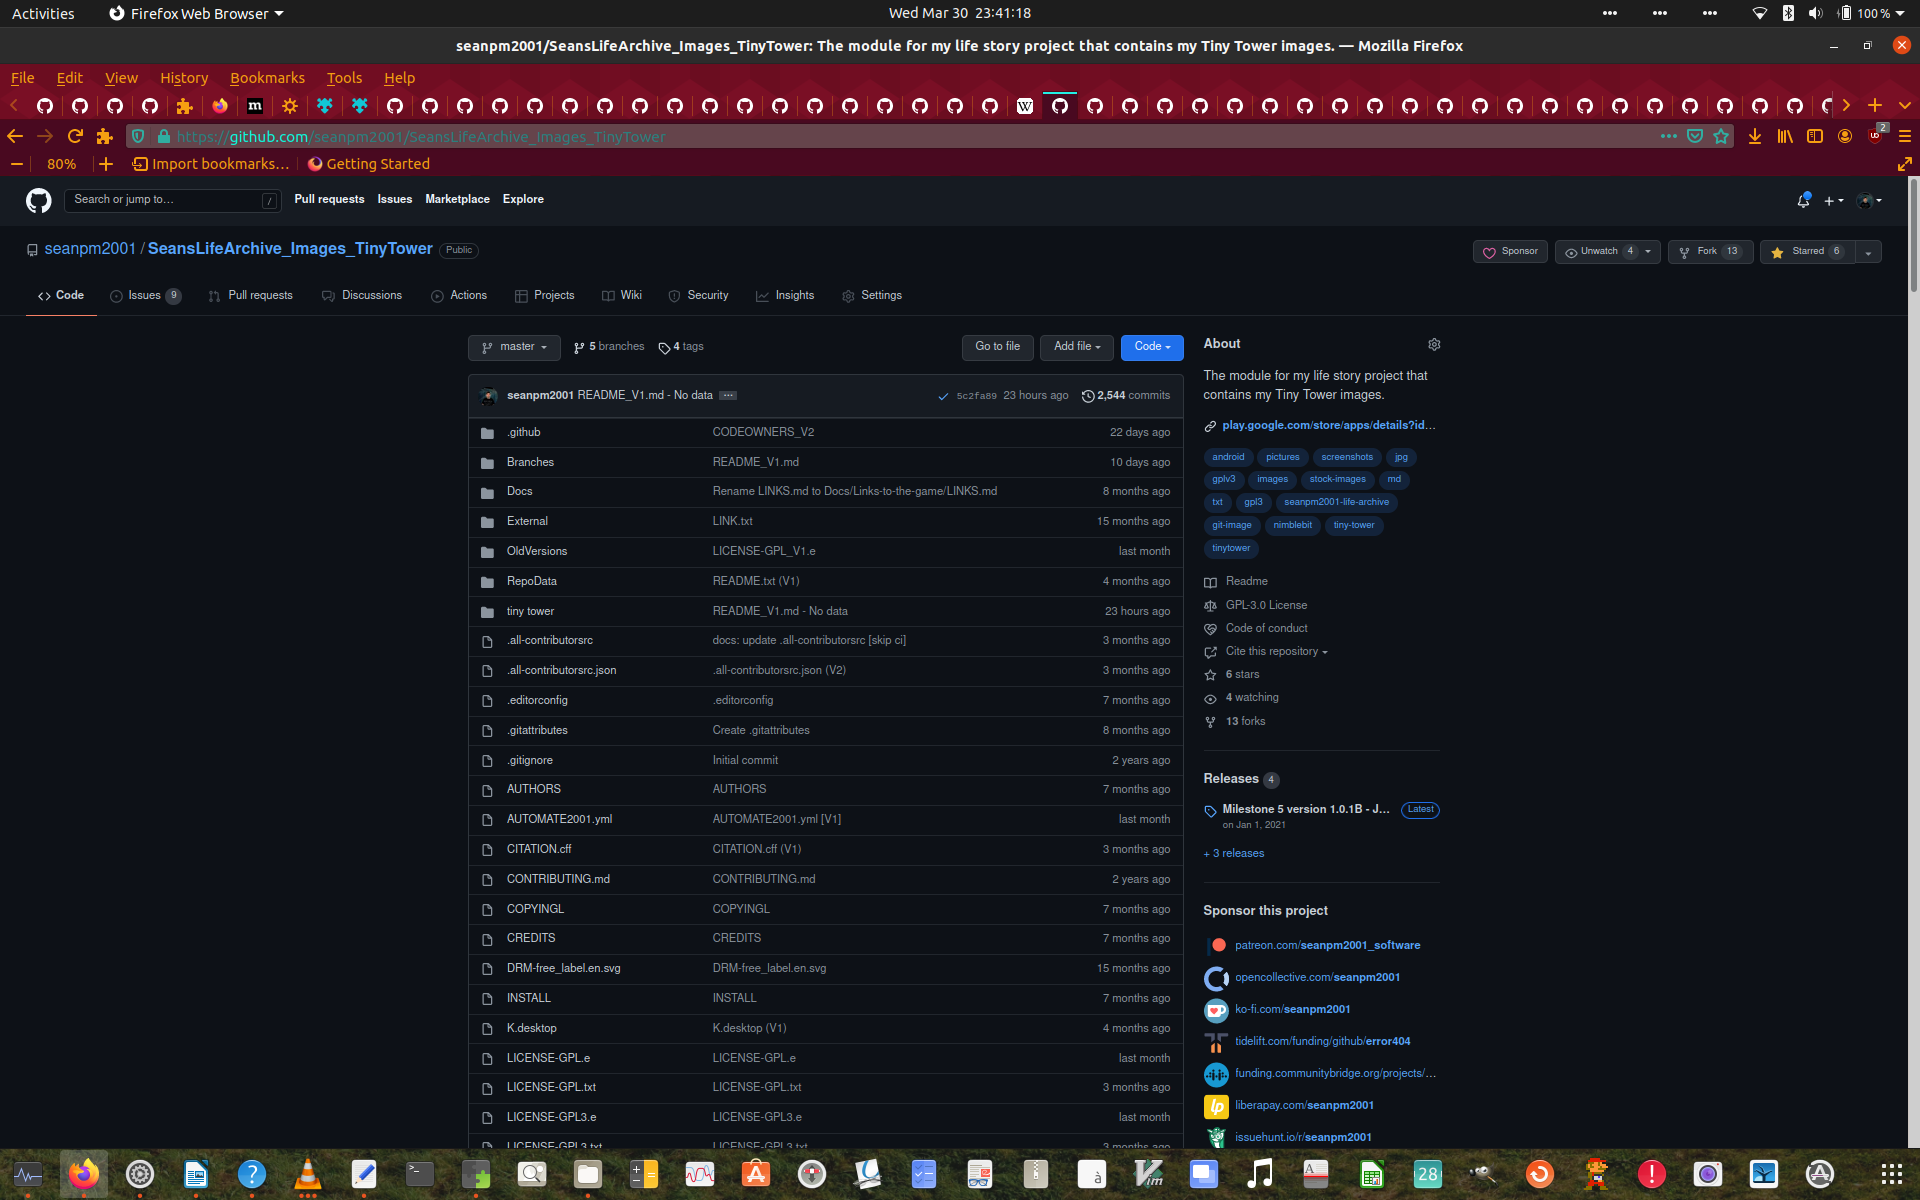 Activities Firefox Web Browser Wed Mar 30 23:41:18 100 %
seanpm2001/SeansLifeArchive_Images_TinyTower: The module for my life story project that contains my Tiny Tower images. — Mozilla Firefox
File Edit View History Bookmarks Tools Help
https://github.com/seanpm2001/SeansLifeArchive_Images_TinyTower 2
80% Import bookmarks... Getting Started
Search or jump to... / Pull requests Issues Marketplace Explore
seanpm2001 / SeansLifeArchive_Images_TinyTower Public Sponsor Unwatch 4 Fork 13 Starred 6
Code Issues 9 Pull requests Discussions Actions Projects Wiki Security Insights Settings
master 5 branches 4 tags Go to file Add file Code
seanpm2001 README_V1.md - No data ... 5c2fa89 23 hours ago 2,544 commits
.github CODEOWNERS_V2 22 days ago
Branches README_V1.md 10 days ago
Docs Rename LINKS.md to Docs/Links-to-the-game/LINKS.md 8 months ago
External LINK.txt 15 months ago
OldVersions LICENSE-GPL_V1.e last month
RepoData README.txt (V1) 4 months ago
tiny tower README_V1.md - No data 23 hours ago
.all-contributorsrc docs: update .all-contributorsrc [skip ci] 3 months ago
.all-contributorsrc.json .all-contributorsrc.json (V2) 3 months ago
.editorconfig .editorconfig 7 months ago
.gitattributes Create .gitattributes 8 months ago
.gitignore Initial commit 2 years ago
AUTHORS AUTHORS 7 months ago
AUTOMATE2001.yml AUTOMATE2001.yml [V1] last month
CITATION.cff CITATION.cff (V1) 3 months ago
CONTRIBUTING.md CONTRIBUTING.md 2 years ago
COPYINGL COPYINGL 7 months ago
CREDITS CREDITS 7 months ago
DRM-free_label.en.svg DRM-free_label.en.svg 15 months ago
INSTALL INSTALL 7 months ago
K.desktop K.desktop (V1) 4 months ago
LICENSE-GPL.e LICENSE-GPL.e last month
LICENSE-GPL.txt LICENSE-GPL.txt 3 months ago
LICENSE-GPL3.e LICENSE-GPL3.e last month
LICENSE-GPL3.txt LICENSE-GPL3.txt 3 months ago
About
The module for my life story project that
contains my Tiny Tower images.
play.google.com/store/apps/details?id...
android pictures screenshots jpg
gplv3 images stock-images md
txt gpl3 seanpm2001-life-archive
git-image nimblebit tiny-tower
tinytower
Readme
GPL-3.0 License
Code of conduct
Cite this repository
6 stars
4 watching
13 forks
Releases 4
Milestone 5 version 1.0.1B - J... Latest
on Jan 1, 2021
+ 3 releases
Sponsor this project
patreon.com/seanpm2001_software
opencollective.com/seanpm2001
ko-fi.com/seanpm2001
tidelift.com/funding/github/error404
funding.communitybridge.org/projects/...
liberapay.com/seanpm2001
issuehunt.io/r/seanpm2001
28